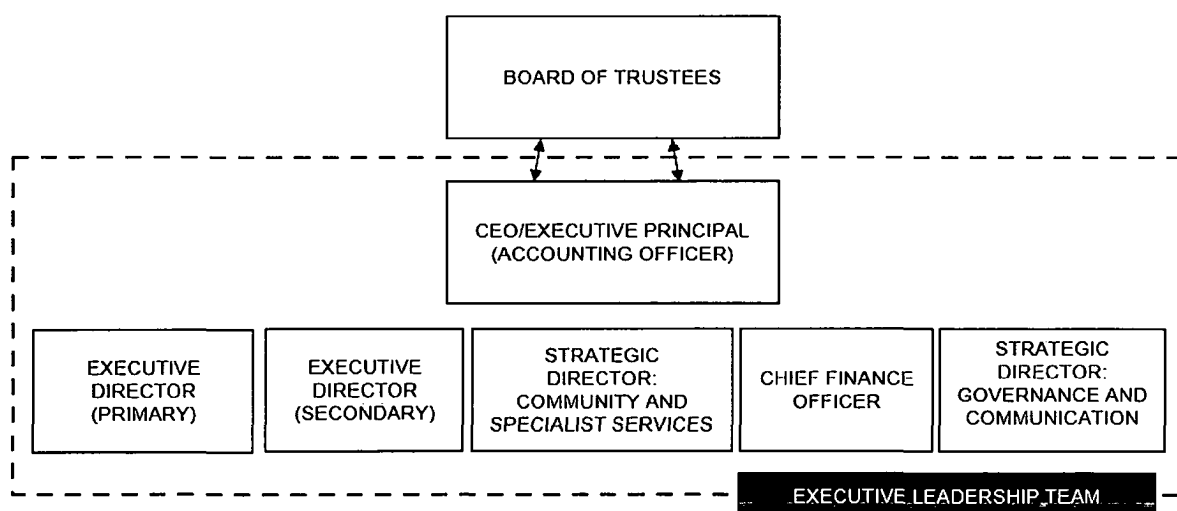 BOARD OF TRUSTEES
CEO/EXECUTIVE PRINCIPAL
(ACCOUNTING OFFICER)
EXECUTIVE
DIRECTOR
(PRIMARY)
EXECUTIVE
DIRECTOR
(SECONDARY)
STRATEGIC
DIRECTOR:
COMMUNITY AND
SPECIALIST SERVICES
CHIEF FINANCE
OFFICER
STRATEGIC
DIRECTOR:
GOVERNANCE AND
COMMUNICATION
EXECUTIVE LEADERSHIP TEAM